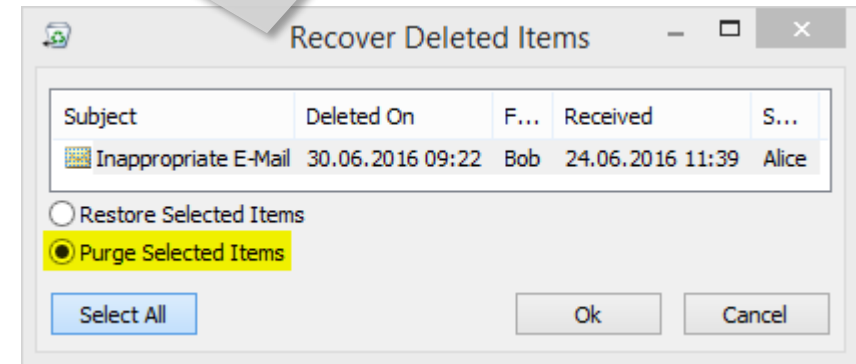 Recover Deleted Items
Subject Deleted On F... Received S...
Inappropriate E-Mail 30.06.2016 09:22 Bob 24.06.2016 11:39 Alice
Restore Selected Items
Purge Selected Items
Select All Ok Cancel